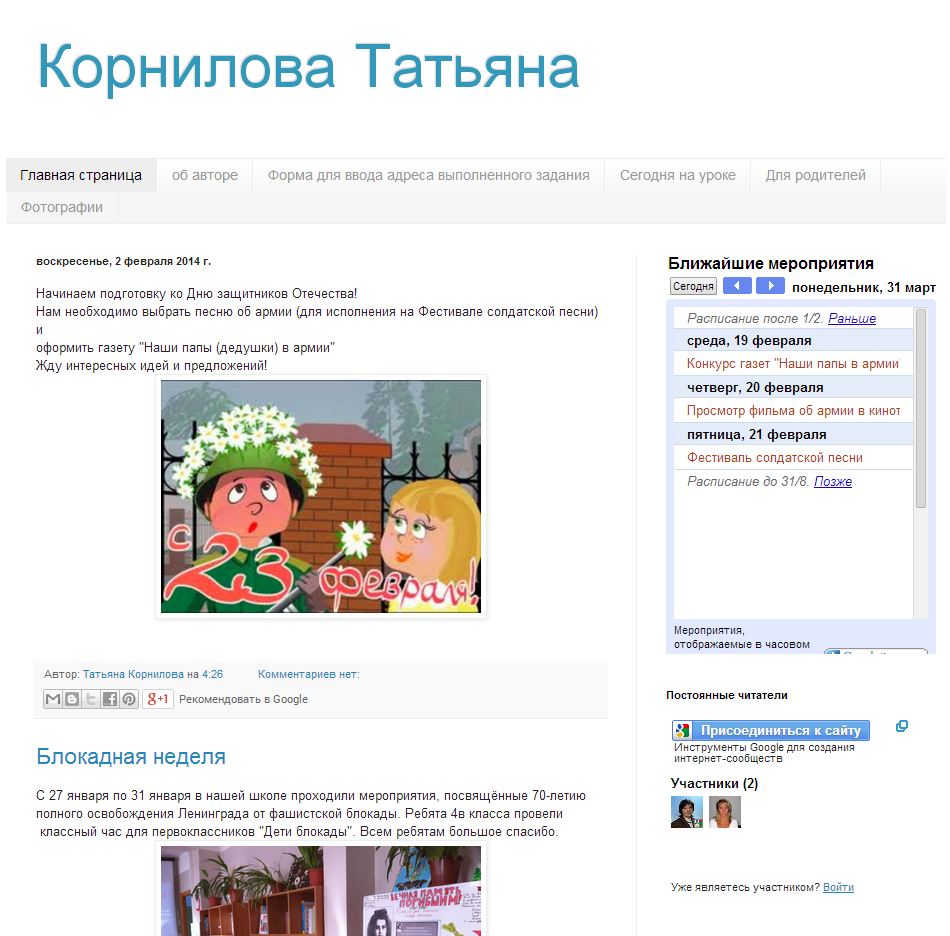 Корнилова Татьяна
Главная страница
об авторе
Форма для ввода адреса выполненного задания
Сегодня на уроке
Для родителей
Фотографии
воскресенье, 2 февраля 2014 г.
Начинаем подготовку ко Дню защитников Отечества!
Нам необходимо выбрать песню об армии (для исполнения на Фестивале солдатской песни)
и
оформить газету "Наши папы (дедушки) в армии"
Жду интересных идей и предложений!
с
23
февраля!
Автор: Татьяна Корнилова на 4:26 Комментариев нет:
g+1 Рекомендовать в Google
Блокадная неделя
С 27 января по 31 января в нашей школе проходили мероприятия, посвящённые 70-летию
полного освобождения Ленинграда от фашистской блокады. Ребята 4в класса провели
классный час для первоклассников "Дети блокады". Всем ребятам большое спасибо.
ВЕЧНАЯ ПАМЯТЬ
ПОГИБШИМ!
Ближайшие мероприятия
Сегодня понедельник, 31 март
Расписание после 1/2. Раньше
среда, 19 февраля
Конкурс газет "Наши папы в армии"
четверг, 20 февраля
Просмотр фильма об армии в кинот
пятница, 21 февраля
Фестиваль солдатской песни
Расписание до 31/8. Позже
Мероприятия,
отображаемые в часовом
Постоянные читатели
Присоединиться к сайту
Инструменты Google для создания
интернет-сообществ
Участники (2)
Уже являетесь участником? Войти